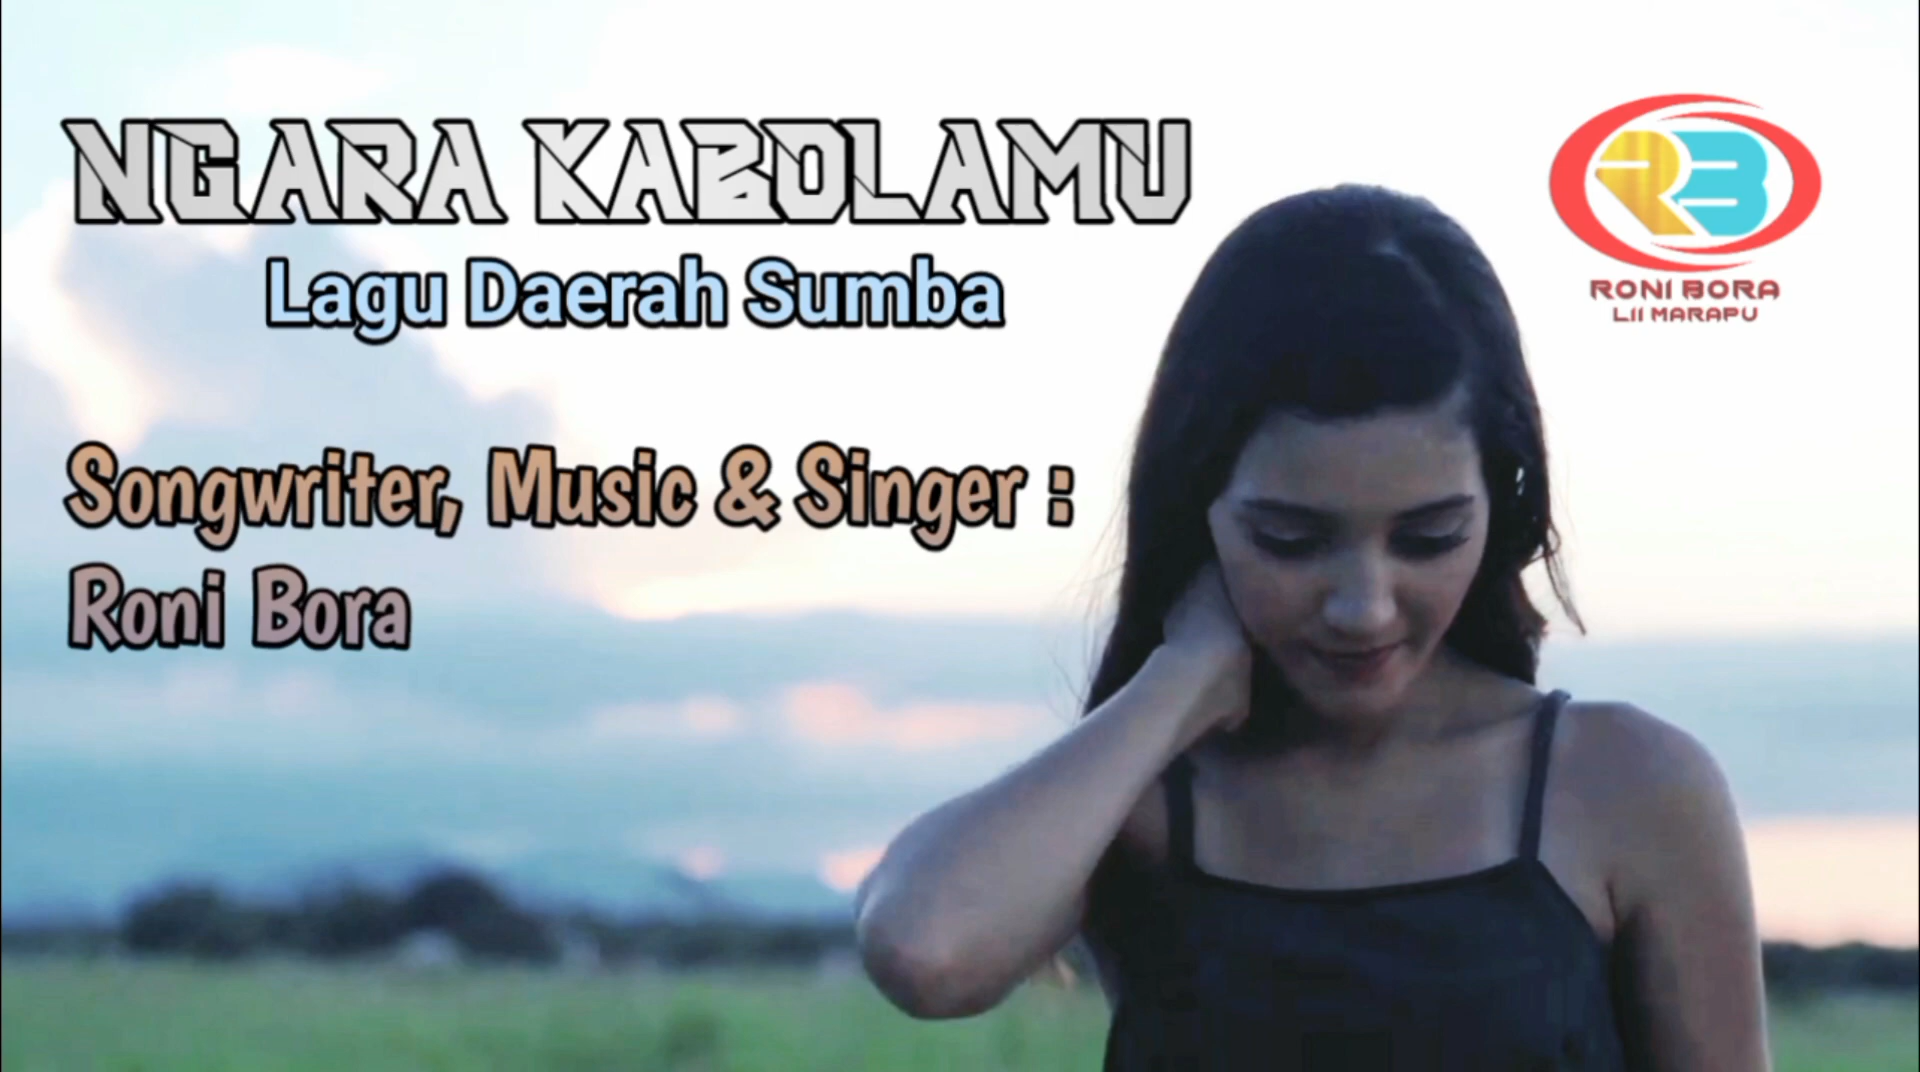 NGARA KABOLAMU
Lagu Daerah Sumba
Songwriter, Music & Singer :
Roni Bora
RB
RONI BORA
LII MARAPU